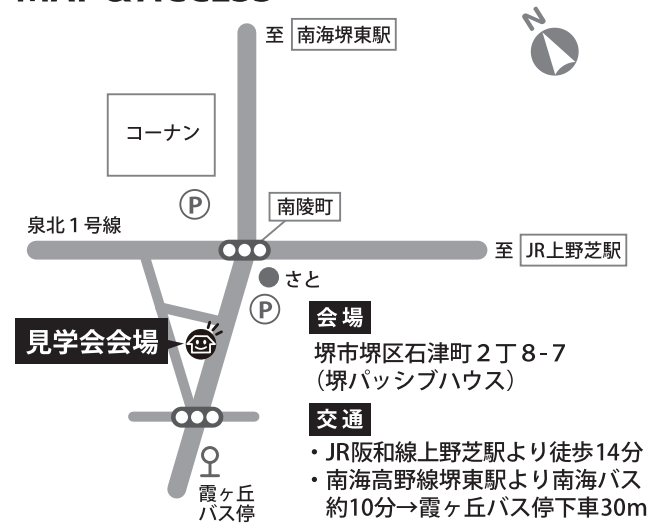 N
至 南海堺東駅
コーナン
P
南陵町
泉北1号線
至 JR上野芝駅
さと
P
見学会会場
会場
堺市堺区石津町2丁8-7
（堺パッシブハウス）
交通
・JR阪和線上野芝駅より徒歩14分
・南海高野線堺東駅より南海バス
約10分→霞ヶ丘バス停下車30m
霞ヶ丘
バス停